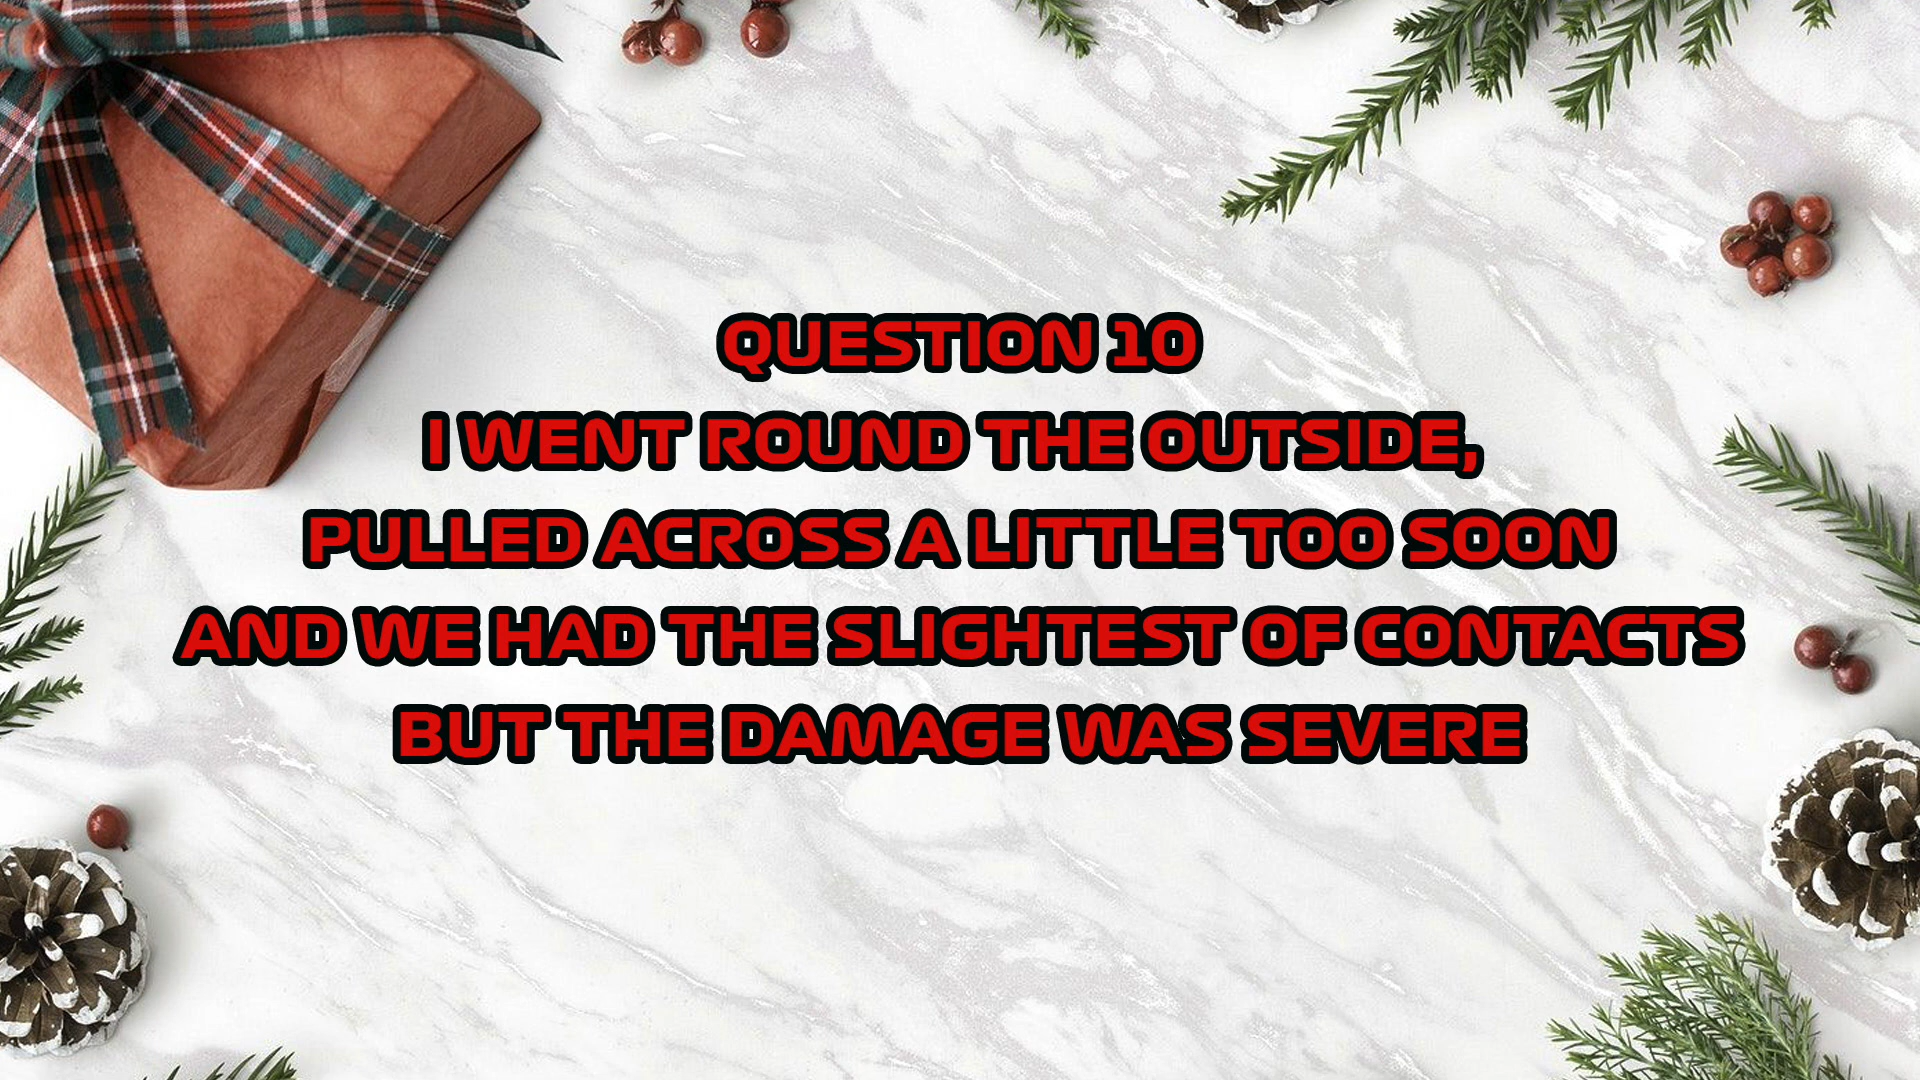 QUESTION 10
I WENT ROUND THE OUTSIDE,
PULLED ACROSS A LITTLE TOO SOON
AND WE HAD THE SLIGHTEST OF CONTACTS
BUT THE DAMAGE WAS SEVERE